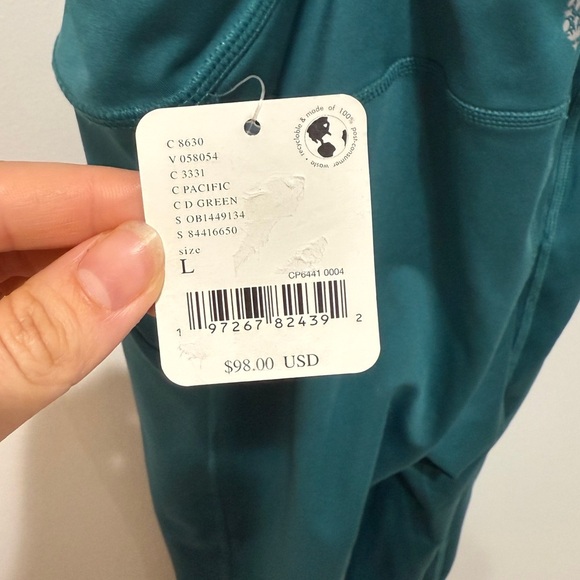 C 8630
V 058054
C 3331
C PACIFIC
C D GREEN
S OB1449134
S 84416650
size
L
recyclable & made of 100% post-consumer waste
CP6441 0004
1 97267 82439 2
$98.00 USD